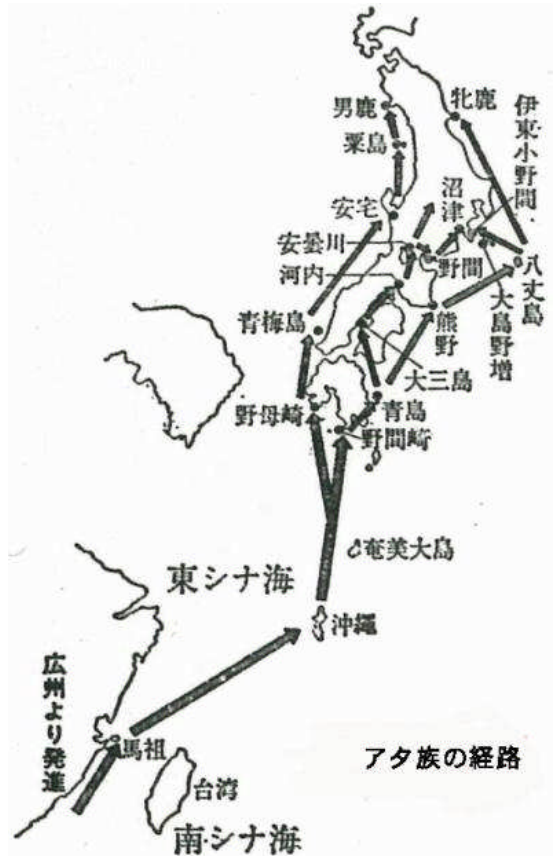 男鹿
粟島
牝鹿
伊東小野間
沼津
安宅
安曇川
野間
河内
八丈島
大島野増
熊野
青梅島
大三島
野母崎
青島
野間崎
奄美大島
東シナ海
沖縄
広州より発進
馬祖
台湾
南シナ海
アタ族の経路